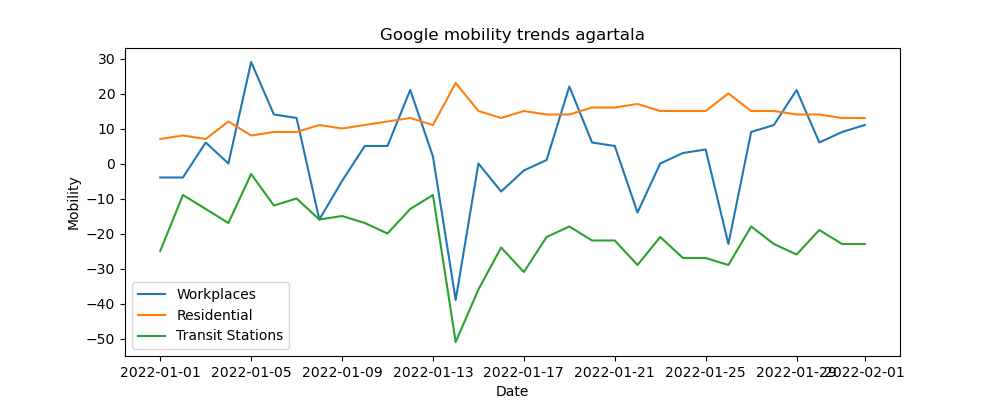 Google mobility trends agartala
30
20
10
0
−10
−20
−30
−40
−50
Mobility
Workplaces
Residential
Transit Stations
2022-01-01 2022-01-05 2022-01-09 2022-01-13 2022-01-17 2022-01-21 2022-01-25 2022-01-29 2022-02-01
Date